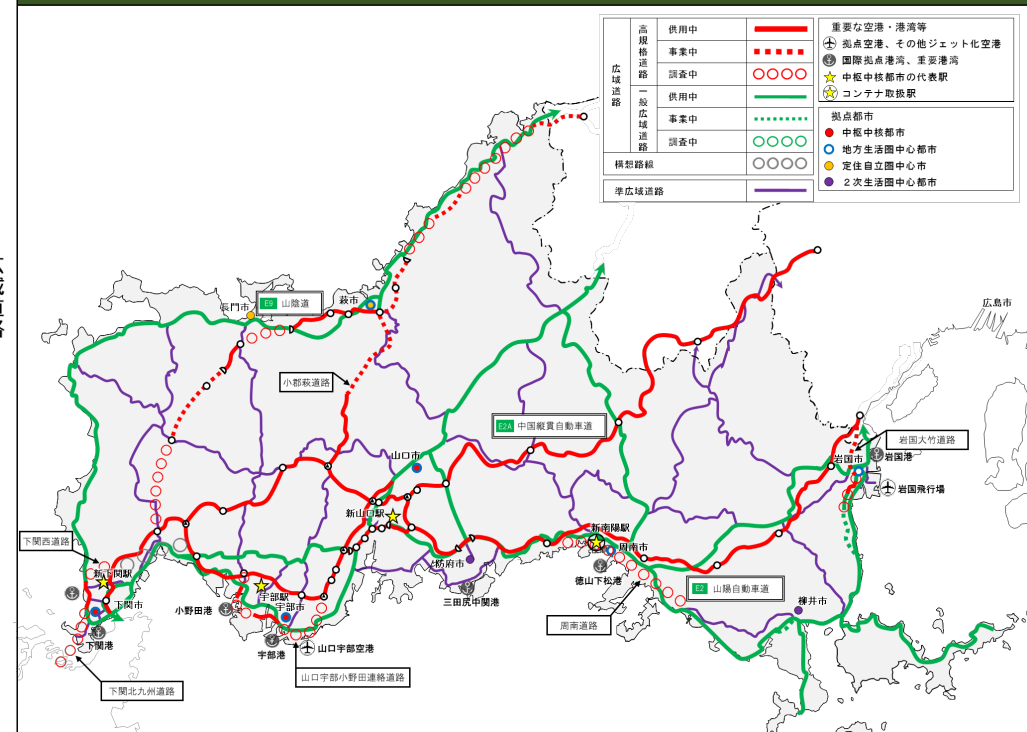 広域道路
高規格道路
供用中
事業中
調査中
一般広域道路
供用中
事業中
調査中
構想路線
準広域道路
重要な空港・港湾等
拠点空港、その他ジェット化空港
国際拠点港湾、重要港湾
中枢中核都市の代表駅
コンテナ取扱駅
拠点都市
中枢中核都市
地方生活圏中心都市
定住自立圏中心市
2次生活圏中心都市
長門市
E9 山陰道
萩市
広島市
小郡萩道路
E2A 中国縦貫自動車道
岩国大竹道路
岩国市
岩国港
岩国飛行場
山口市
新山口駅
新南陽駅
周南市
防府市
徳山下松港
三田尻中関港
E2 山陽自動車道
柳井市
周南道路
下関西道路
新下関駅
下関市
下関港
小野田港
宇部駅
宇部市
宇部港
山口宇部空港
山口宇部小野田連絡道路
下関北九州道路